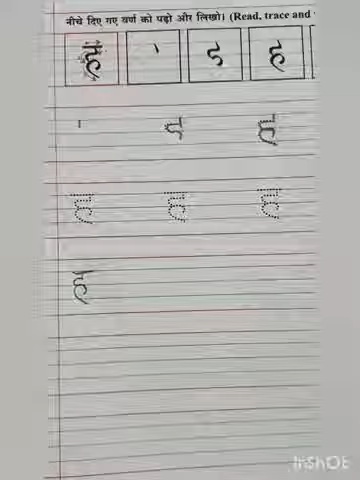 नीचे दिए गए वर्ण को पढ़ो और लिखो। (Read, trace and
ह ह
ह
ह ह ह
ह
InShOt